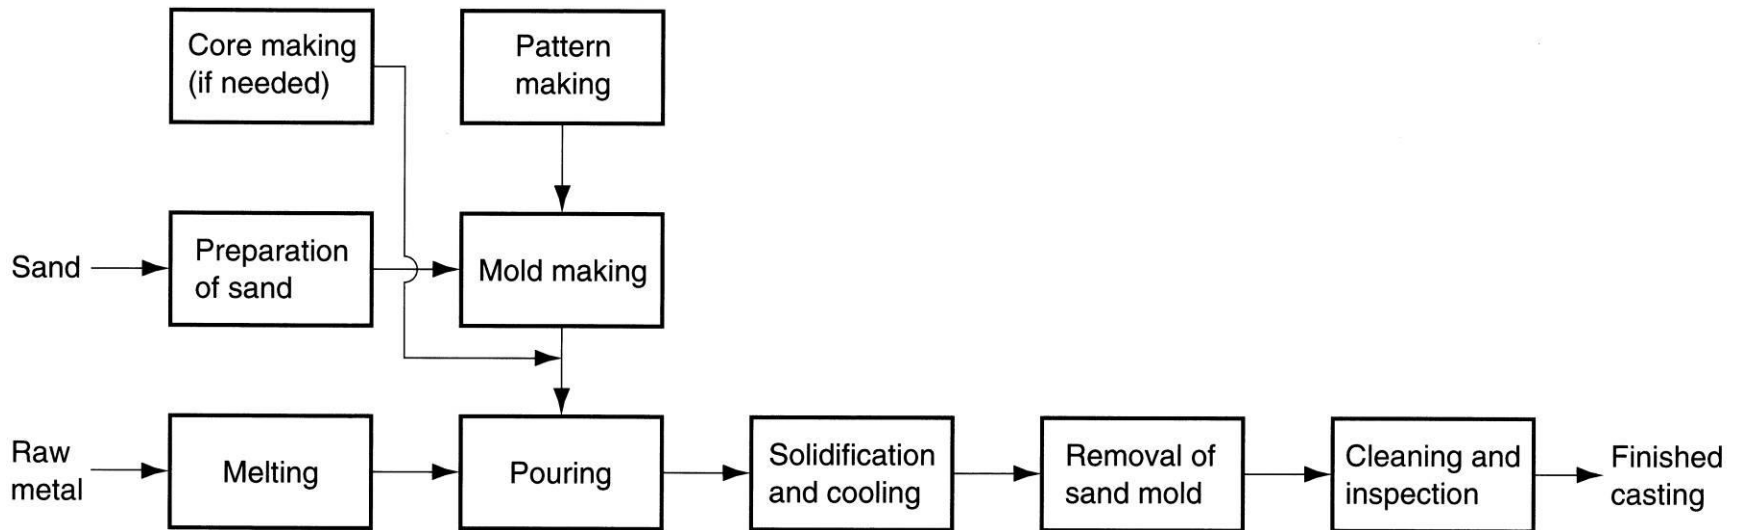 Core making
(if needed)
Pattern
making
Sand
Preparation
of sand
Mold making
Raw
metal
Melting
Pouring
Solidification
and cooling
Removal of
sand mold
Cleaning and
inspection
Finished
casting